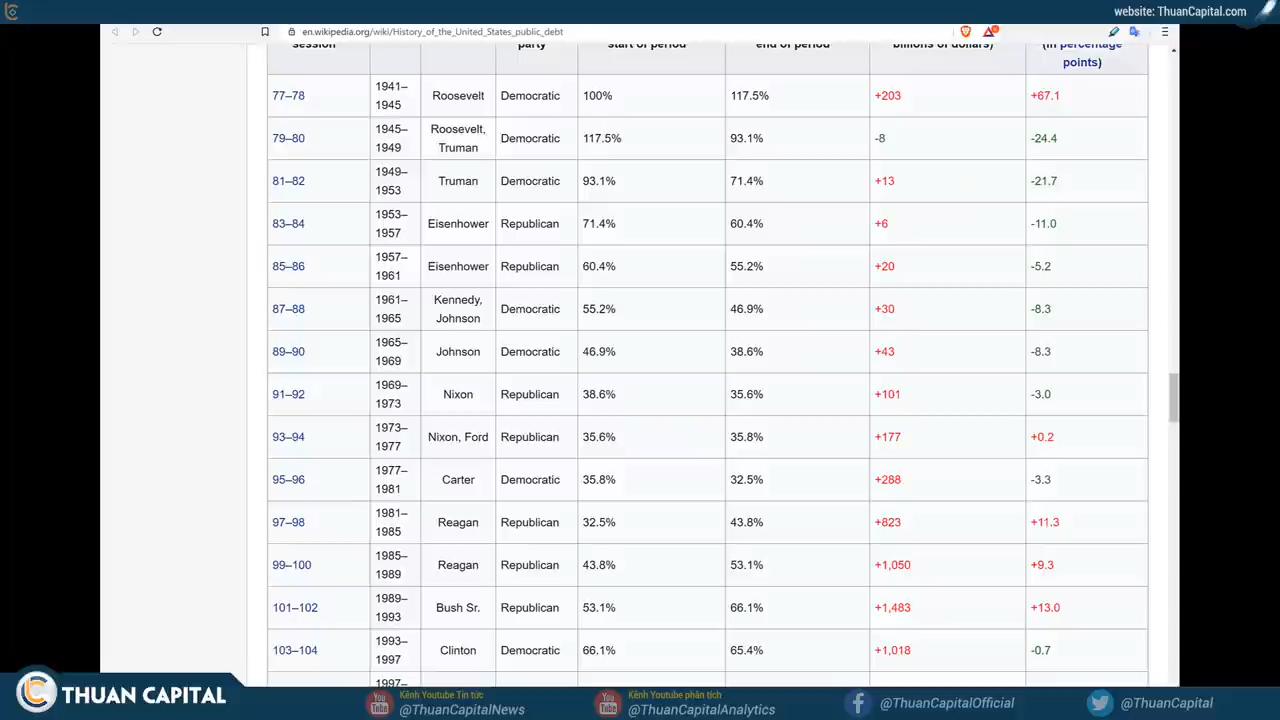 website: ThuanCapital.com
en.wikipedia.org/wiki/History_of_the_United_States_public_debt
session party start of period end of period billions of dollars) (in percentage
points)
77–78 1941–1945 Roosevelt Democratic 100% 117.5% +203 +67.1
79–80 1945–1949 Roosevelt, Truman Democratic 117.5% 93.1% -8 -24.4
81–82 1949–1953 Truman Democratic 93.1% 71.4% +13 -21.7
83–84 1953–1957 Eisenhower Republican 71.4% 60.4% +6 -11.0
85–86 1957–1961 Eisenhower Republican 60.4% 55.2% +20 -5.2
87–88 1961–1965 Kennedy, Johnson Democratic 55.2% 46.9% +30 -8.3
89–90 1965–1969 Johnson Democratic 46.9% 38.6% +43 -8.3
91–92 1969–1973 Nixon Republican 38.6% 35.6% +101 -3.0
93–94 1973–1977 Nixon, Ford Republican 35.6% 35.8% +177 +0.2
95–96 1977–1981 Carter Democratic 35.8% 32.5% +288 -3.3
97–98 1981–1985 Reagan Republican 32.5% 43.8% +823 +11.3
99–100 1985–1989 Reagan Republican 43.8% 53.1% +1,050 +9.3
101–102 1989–1993 Bush Sr. Republican 53.1% 66.1% +1,483 +13.0
103–104 1993–1997 Clinton Democratic 66.1% 65.4% +1,018 -0.7
1997–
THUAN CAPITAL
Kênh Youtube Tin tức
@ThuanCapitalNews
Kênh Youtube phân tích
@ThuanCapitalAnalytics
@ThuanCapitalOfficial
@ThuanCapital